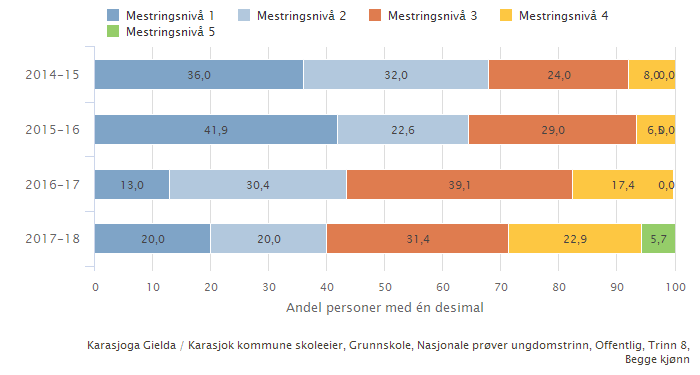 Mestringsnivå 1 Mestringsnivå 2 Mestringsnivå 3 Mestringsnivå 4
Mestringsnivå 5
2014-15 36,0 32,0 24,0 8,0 0,0
2015-16 41,9 22,6 29,0 6,5 0,0
2016-17 13,0 30,4 39,1 17,4 0,0
2017-18 20,0 20,0 31,4 22,9 5,7
0 10 20 30 40 50 60 70 80 90 100
Andel personer med én desimal
Karasjoga Gielda / Karasjok kommune skoleeier, Grunnskole, Nasjonale prøver ungdomstrinn, Offentlig, Trinn 8,
Begge kjønn